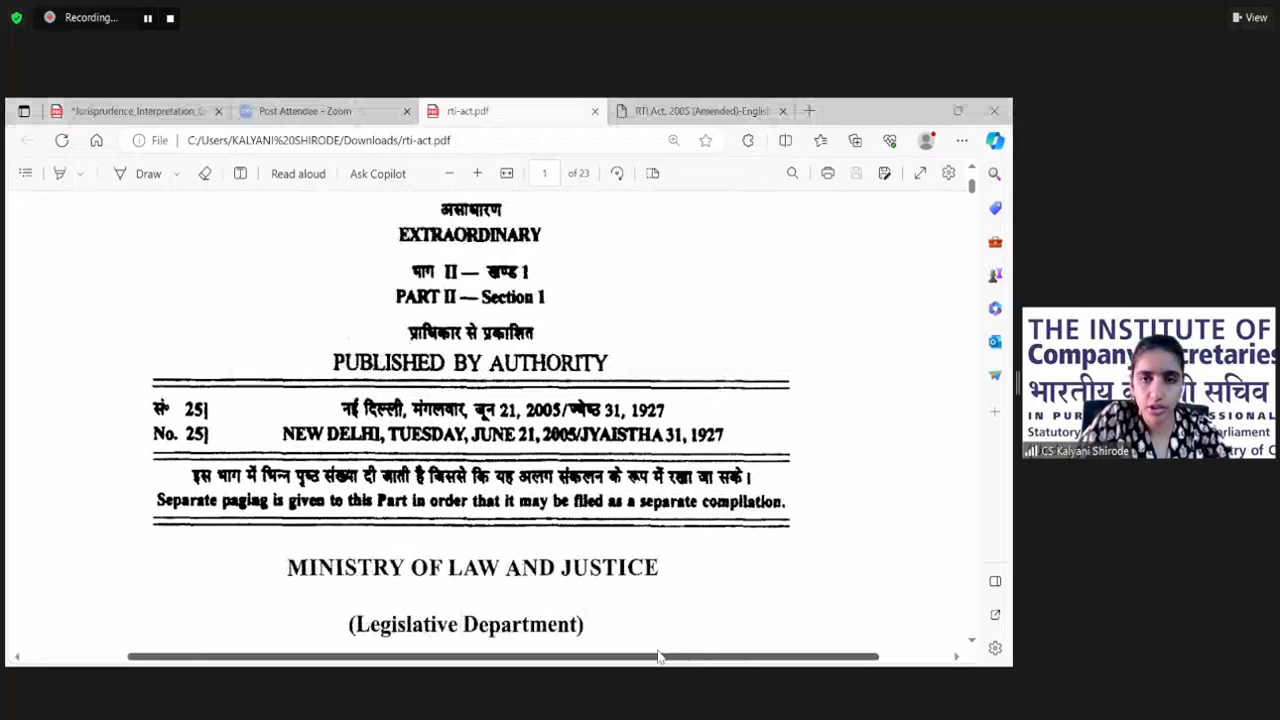 Recording...
View
*Jurisprudence_Interpretation_G
Post Attendee - Zoom
rti-act.pdf
RTI Act, 2005 (Amended)-English
File
C:/Users/KALYANI%20SHIRODE/Downloads/rti-act.pdf
Draw
Read aloud
Ask Copilot
1
of 23
असाधारण
EXTRAORDINARY
भाग II — खण्ड 1
PART II — Section 1
प्राधिकार से प्रकाशित
PUBLISHED BY AUTHORITY
सं॰ 25] नई दिल्ली, मंगलवार, जून 21, 2005/ज्येष्ठ 31, 1927
No. 25] NEW DELHI, TUESDAY, JUNE 21, 2005/JYAISTHA 31, 1927
इस भाग में भिन्न पृष्ठ संख्या दी जाती है जिससे कि यह अलग संकलन के रूप में रखा जा सके।
Separate paging is given to this Part in order that it may be filed as a separate compilation.
MINISTRY OF LAW AND JUSTICE
(Legislative Department)
THE INSTITUTE OF
Company Secretaries
भारतीय सचिव
IN PUR
Statutory
CS Kalyani Shirode